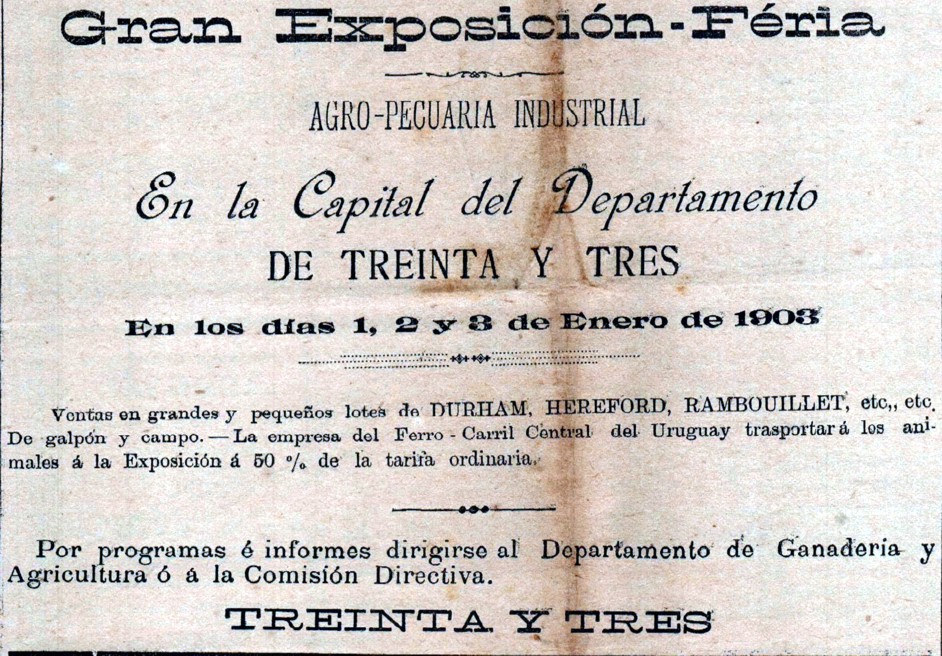 Gran Exposición-Féria
AGRO-PECUARIA INDUSTRIAL
En la Capital del Departamento
DE TREINTA Y TRES
En los días 1, 2 y 3 de Enero de 1903
Ventas en grandes y pequeños lotes de DURHAM, HEREFORD, RAMBOUILLET, etc,, etc.
De galpón y campo.—La empresa del Ferro-Carril Central del Uruguay trasportará los ani-
males á la Exposición á 50 % de la tarifa ordinaria.
Por programas é informes dirigirse al Departamento de Ganadería y
Agricultura ó á la Comisión Directiva.
TREINTA Y TRES